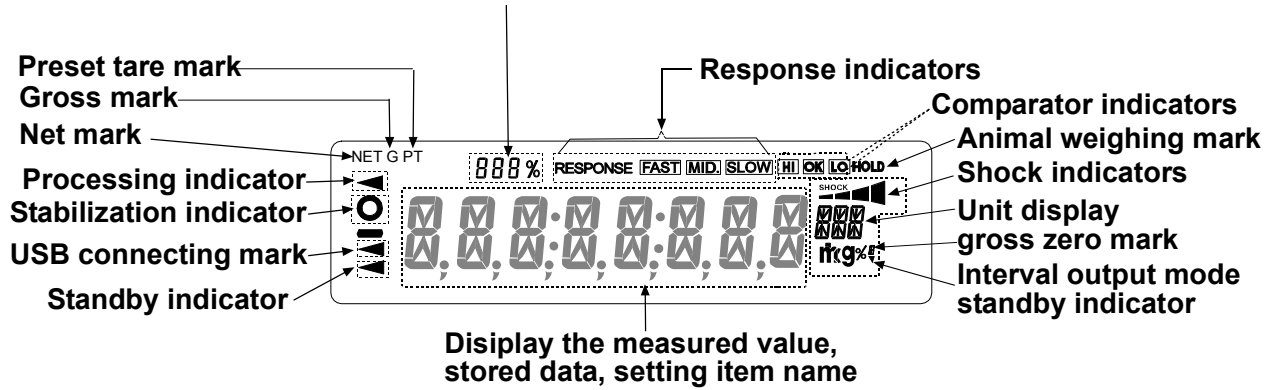 Preset tare mark
Gross mark
Net mark
Processing indicator
Stabilization indicator
USB connecting mark
Standby indicator
Response indicators
Comparator indicators
Animal weighing mark
Shock indicators
Unit display
gross zero mark
Interval output mode
standby indicator
NET G PT
888% RESPONSE FAST MID. SLOW HI OK LO HOLD
SHOCK
Disiplay the measured value,
stored data, setting item name